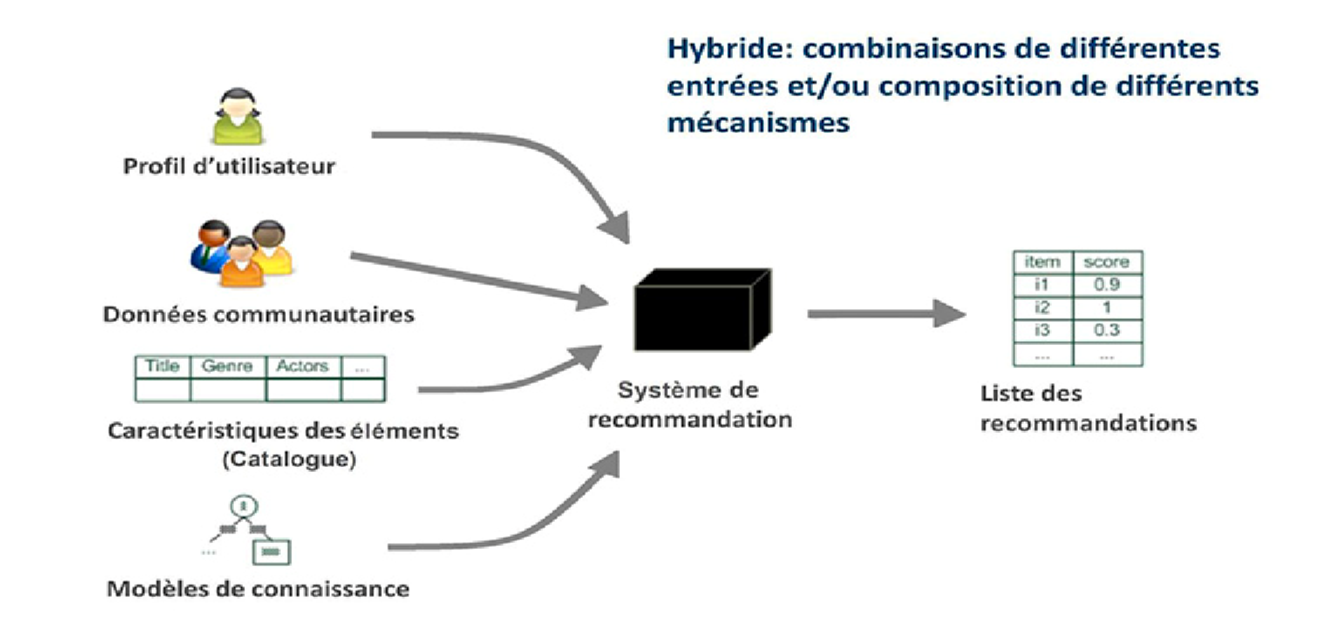 Hybride: combinaisons de différentes
entrées et/ou composition de différents
mécanismes
Profil d'utilisateur
Données communautaires
Title Genre Actors ...
Caractéristiques des éléments
(Catalogue)
...
Modèles de connaissance
Système de
recommandation
item score
i1 0.9
i2 1
i3 0.3
... ...
Liste des
recommandations